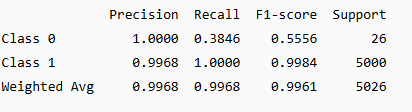 Precision Recall F1-score Support
Class 0 1.0000 0.3846 0.5556 26
Class 1 0.9968 1.0000 0.9984 5000
Weighted Avg 0.9968 0.9968 0.9961 5026